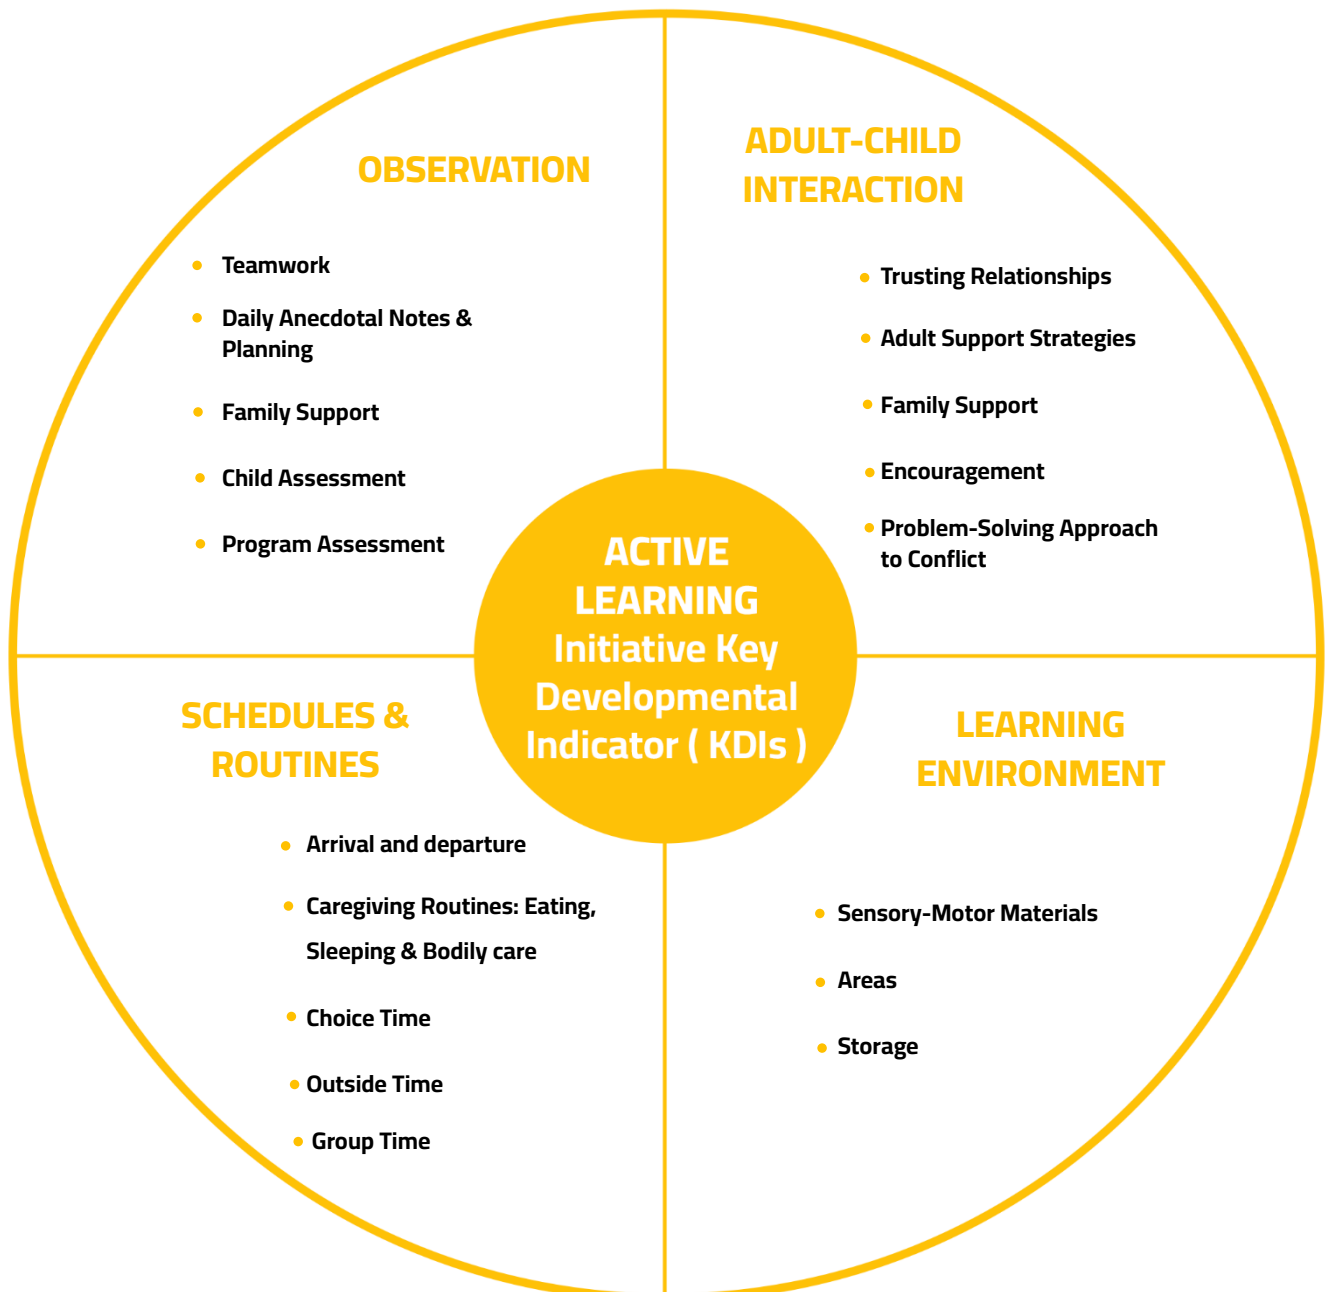 OBSERVATION
Teamwork
Daily Anecdotal Notes &
Planning
Family Support
Child Assessment
Program Assessment
ADULT-CHILD
INTERACTION
Trusting Relationships
Adult Support Strategies
Family Support
Encouragement
Problem-Solving Approach
to Conflict
ACTIVE
LEARNING
Initiative Key
Developmental
Indicator ( KDIs )
SCHEDULES &
ROUTINES
Arrival and departure
Caregiving Routines: Eating,
Sleeping & Bodily care
Choice Time
Outside Time
Group Time
LEARNING
ENVIRONMENT
Sensory-Motor Materials
Areas
Storage